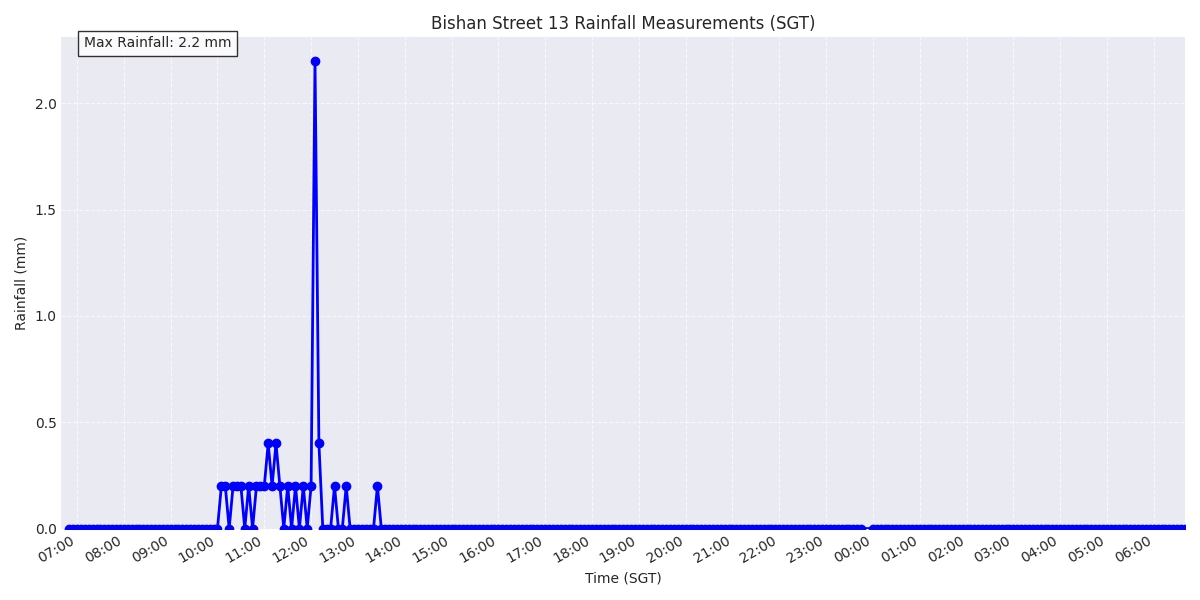 Bishan Street 13 Rainfall Measurements (SGT)
Max Rainfall: 2.2 mm
Rainfall (mm)
2.0
1.5
1.0
0.5
0.0
07:00 08:00 09:00 10:00 11:00 12:00 13:00 14:00 15:00 16:00 17:00 18:00 19:00 20:00 21:00 22:00 23:00 00:00 01:00 02:00 03:00 04:00 05:00 06:00
Time (SGT)